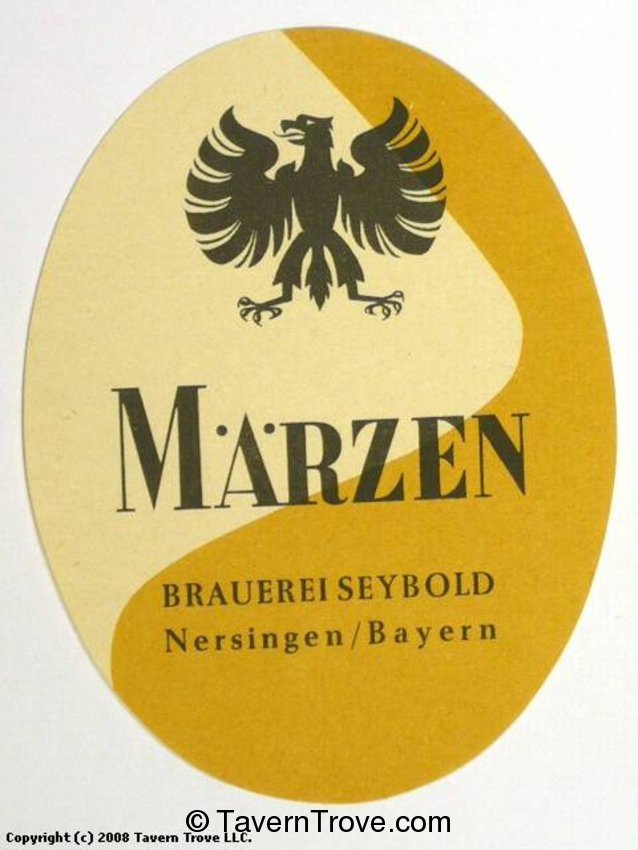 MÄRZEN
BRAUEREI SEYBOLD
Nersingen/Bayern
© TavernTrove.com
Copyright (c) 2008 Tavern Trove LLC.